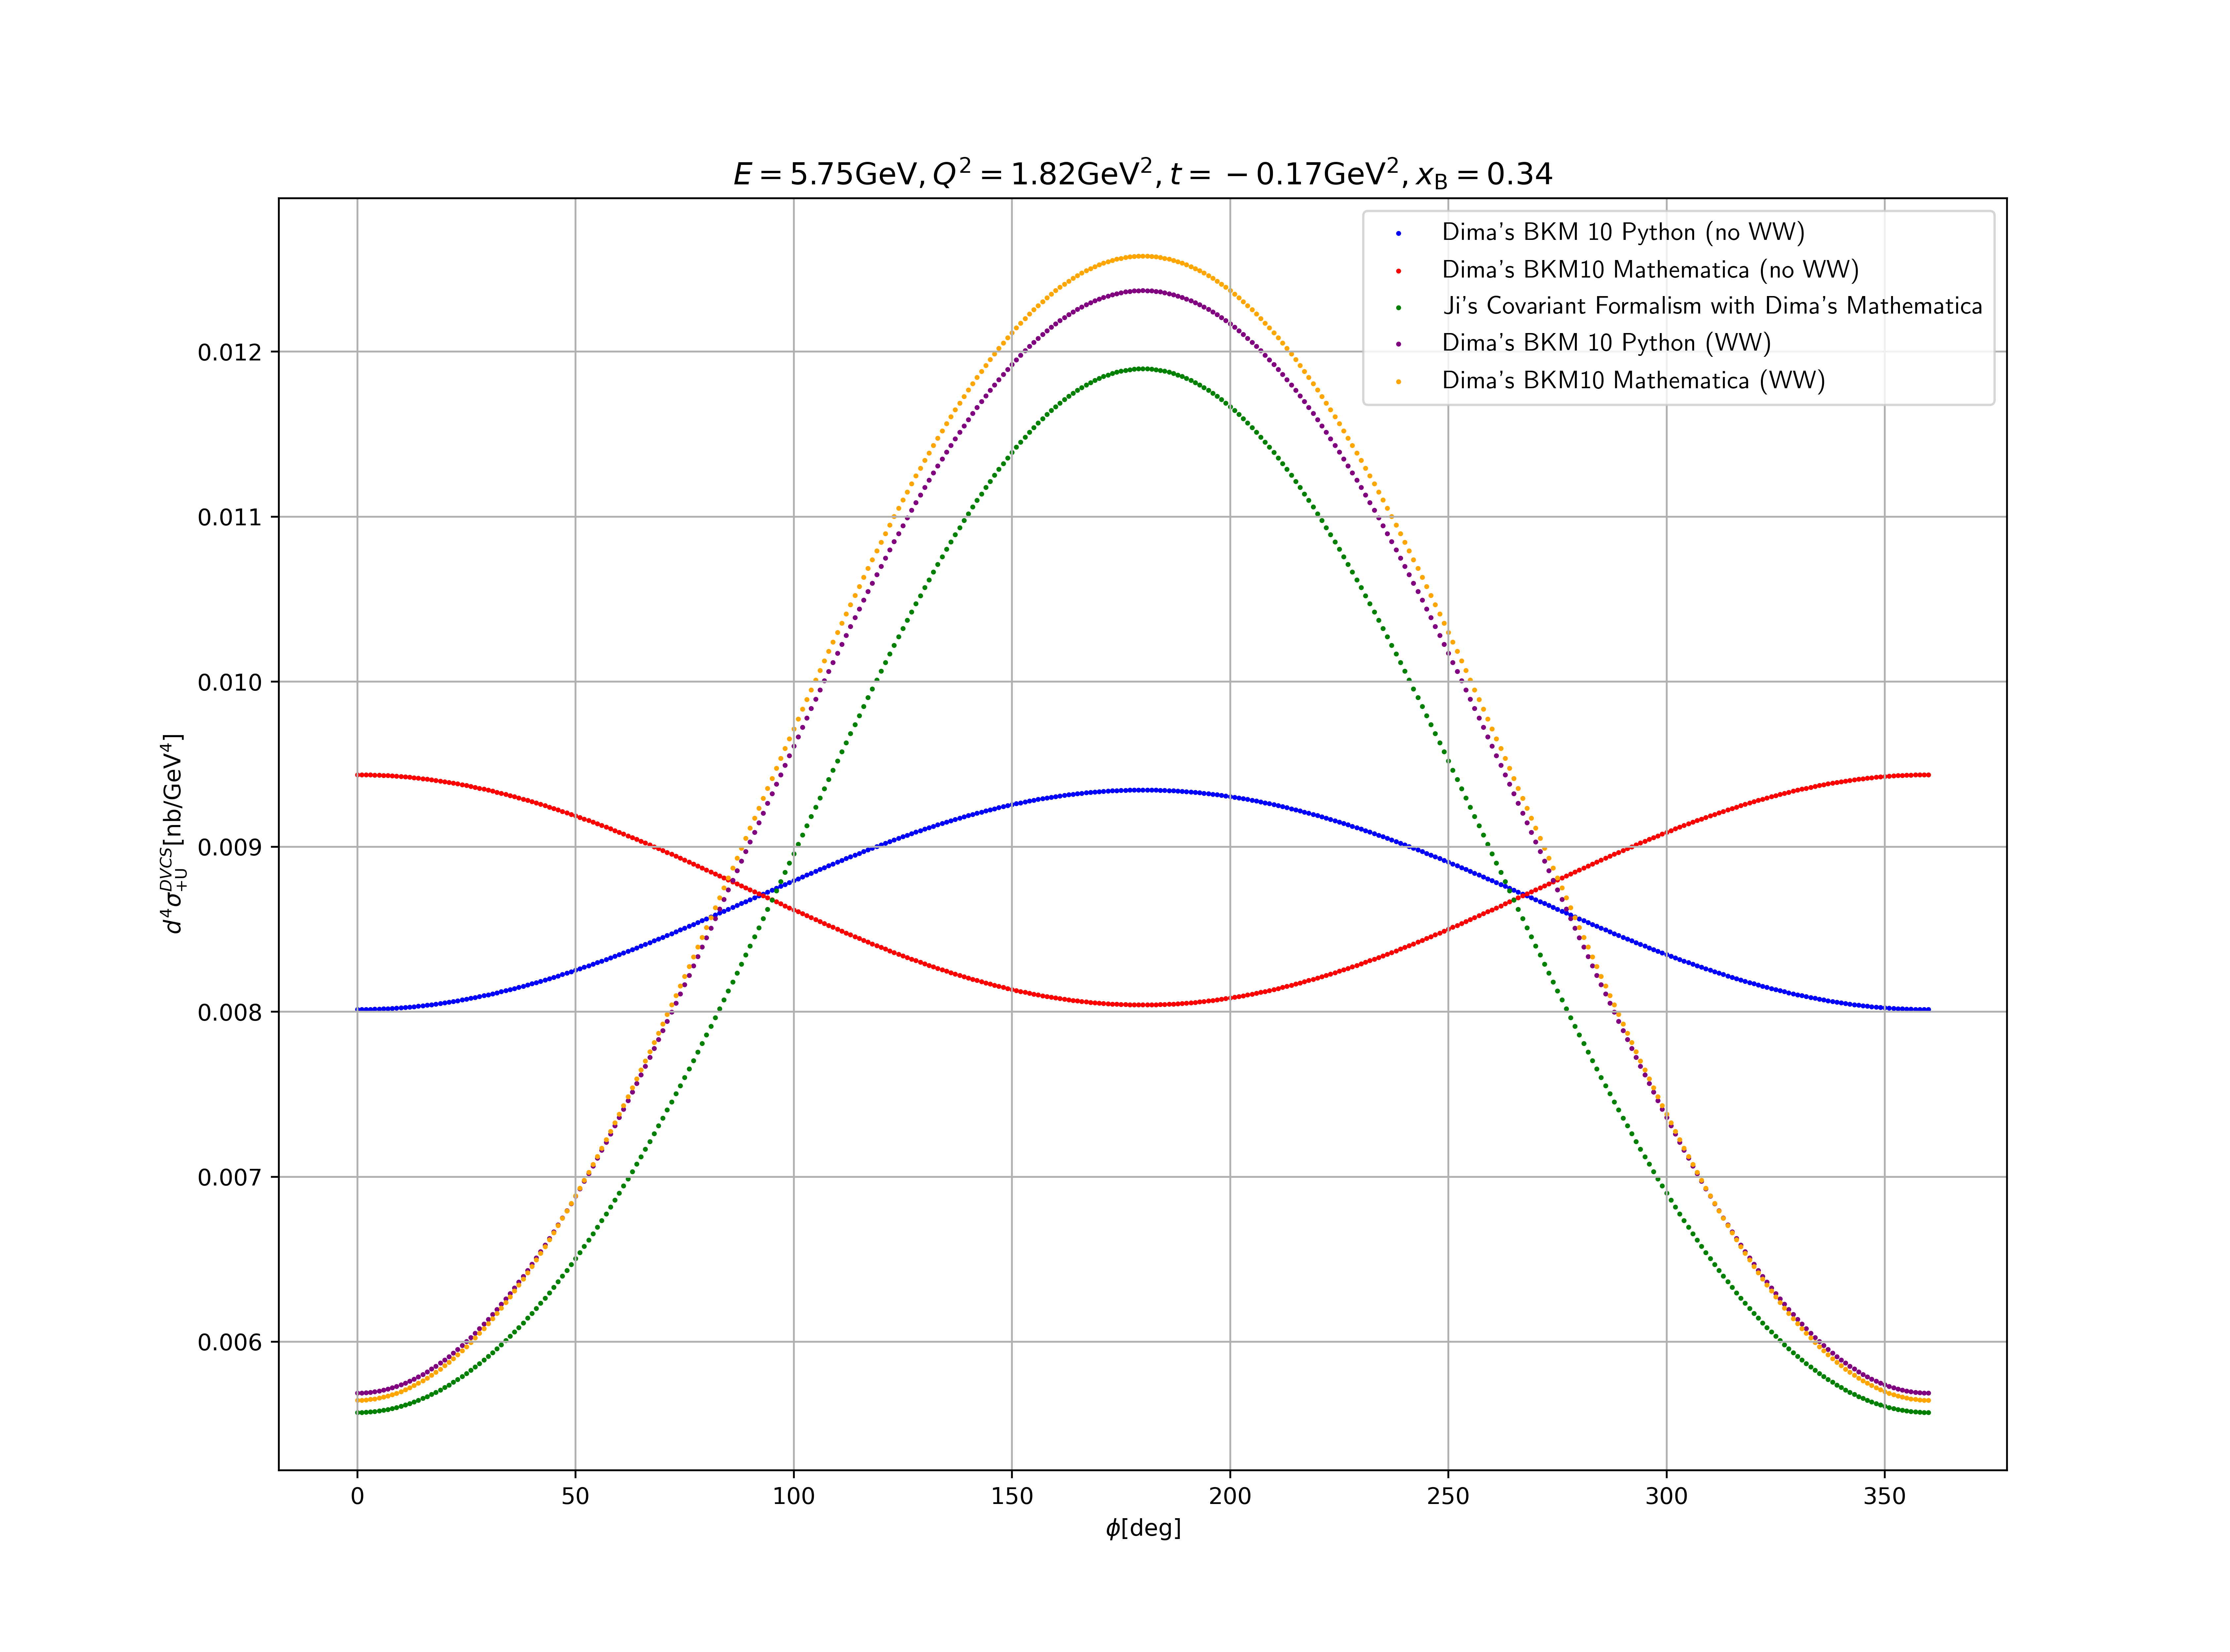 E = 5.75GeV, Q² = 1.82GeV², t = −0.17GeV², x_B = 0.34
Dima's BKM 10 Python (no WW)
Dima's BKM10 Mathematica (no WW)
Ji's Covariant Formalism with Dima's Mathematica
Dima's BKM 10 Python (WW)
Dima's BKM10 Mathematica (WW)
0.012
0.011
0.010
0.009
0.008
0.007
0.006
d⁴σ_{+U}^{DVCS}[nb/GeV⁴]
0 50 100 150 200 250 300 350
ϕ[deg]